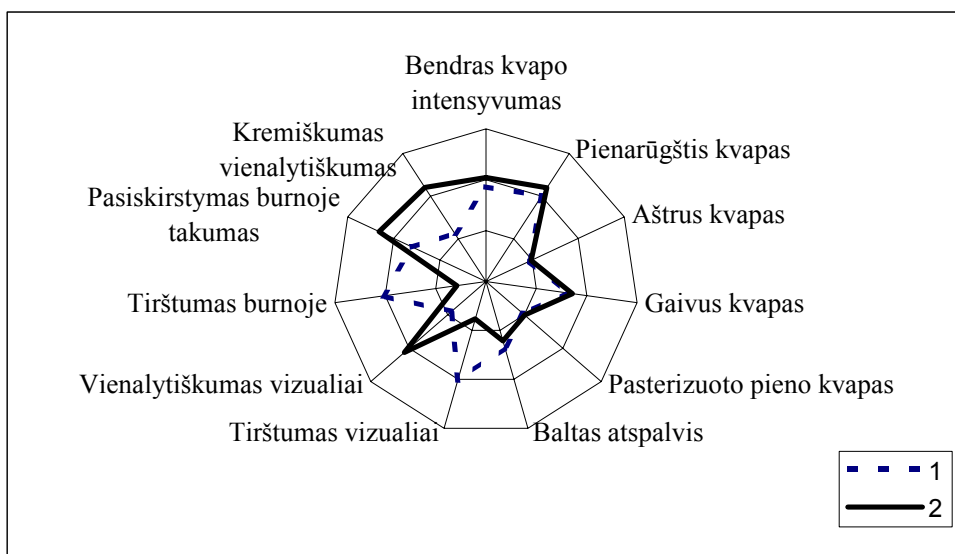 Bendras kvapo
intensyvumas
Pienarūgštis kvapas
Aštrus kvapas
Gaivus kvapas
Pasterizuoto pieno kvapas
Baltas atspalvis
Tirštumas vizualiai
Vienalytiškumas vizualiai
Tirštumas burnoje
Pasiskirstymas burnoje
takumas
Kremiškumas
vienalytiškumas
1
2